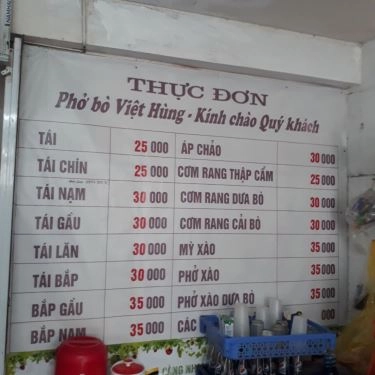 THỰC ĐƠN
Phở bò Việt Hùng - Kính chào Quý khách
TÁI 25 000 ÁP CHẢO 30 000
TÁI CHÍN 25 000 CƠM RANG THẬP CẨM 25 000
TÁI NẠM 30 000 CƠM RANG DƯA BÒ 30 000
TÁI GẦU 30 000 CƠM RANG CẢI BÒ 30 000
TÁI LĂN 30 000 MỲ XÀO 35 000
TÁI BẮP 30 000 PHỞ XÀO 35 000
BẮP GẦU 35 000 PHỞ XÀO DƯA BÒ 35 000
BẮP NẠM 35 000 CÁC 000